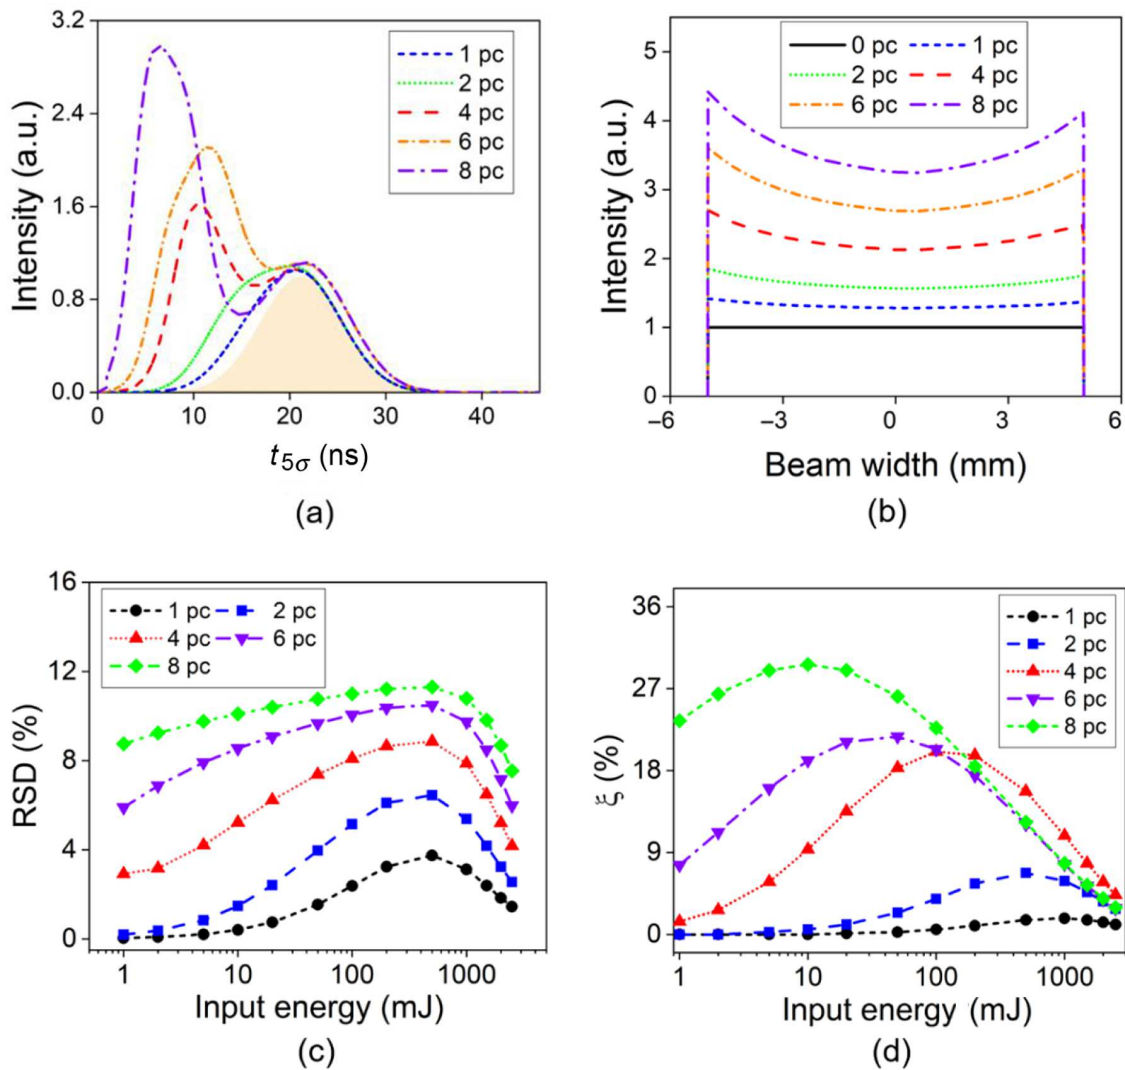 3.2
2.4
1.6
0.8
0.0
0
10
20
30
40
Intensity (a.u.)
t5σ (ns)
1 pc
2 pc
4 pc
6 pc
8 pc
(a)
5
4
3
2
1
0
−6
−3
0
3
6
Intensity (a.u.)
Beam width (mm)
0 pc
1 pc
2 pc
4 pc
6 pc
8 pc
(b)
16
12
8
4
0
1
10
100
1000
RSD (%)
Input energy (mJ)
1 pc
2 pc
4 pc
6 pc
8 pc
(c)
36
27
18
9
0
1
10
100
1000
ξ (%)
Input energy (mJ)
1 pc
2 pc
4 pc
6 pc
8 pc
(d)